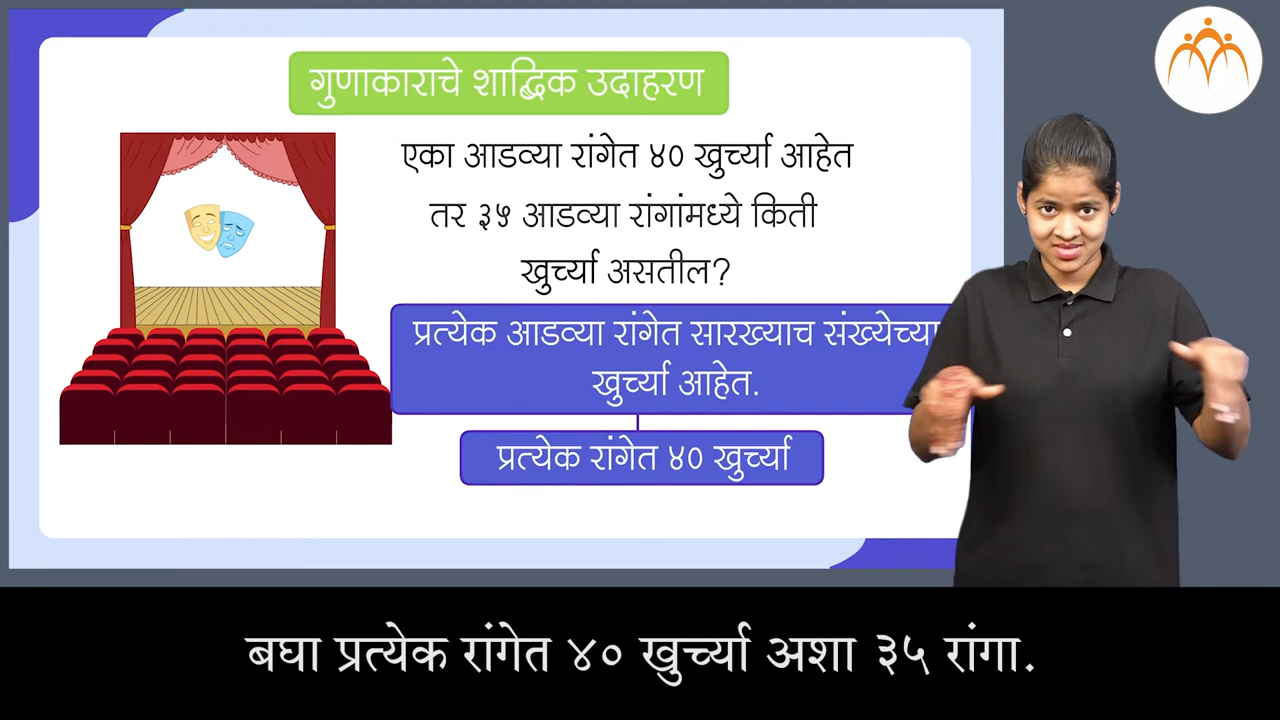 गुणाकाराचे शाब्दिक उदाहरण
एका आडव्या रांगेत ४० खुर्च्या आहेत
तर ३५ आडव्या रांगांमध्ये किती
खुर्च्या असतील?
प्रत्येक आडव्या रांगेत सारख्याच संख्येच्या
खुर्च्या आहेत.
प्रत्येक रांगेत ४० खुर्च्या
बघा प्रत्येक रांगेत ४० खुर्च्या अशा ३५ रांगा.